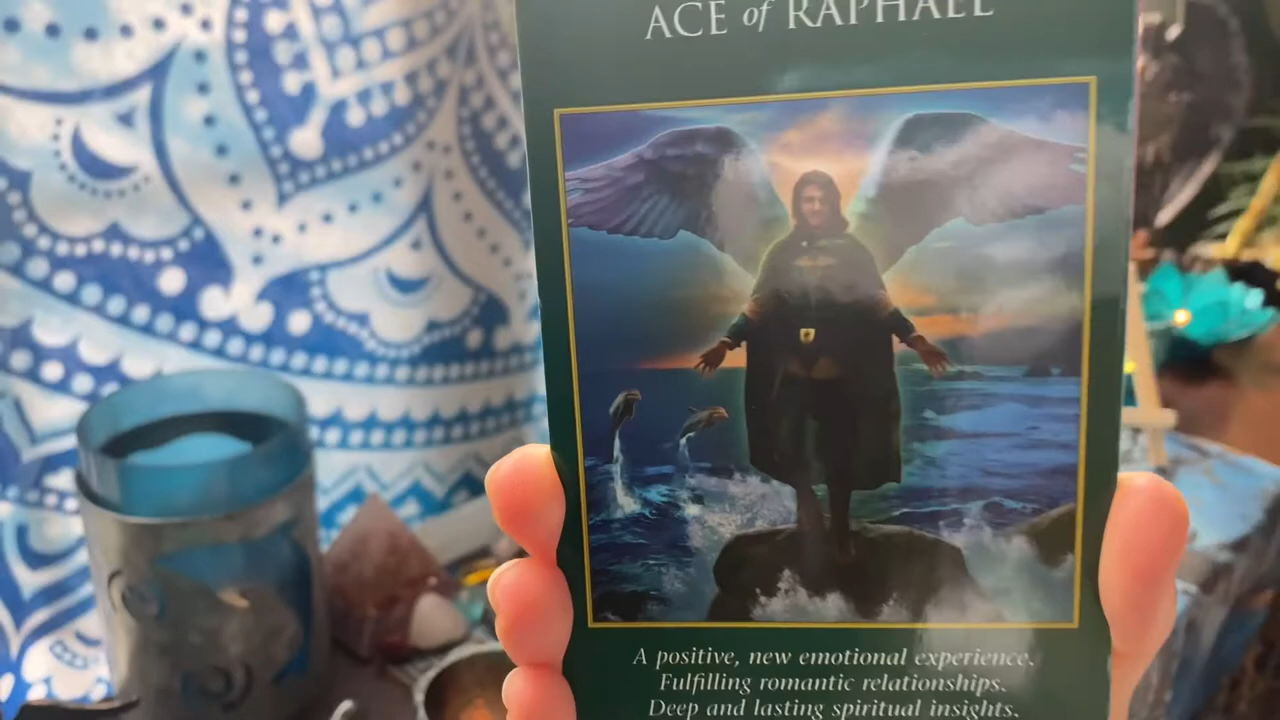 ACE of RAPHAEL
A positive, new emotional experience.
Fulfilling romantic relationships.
Deep and lasting spiritual insights.